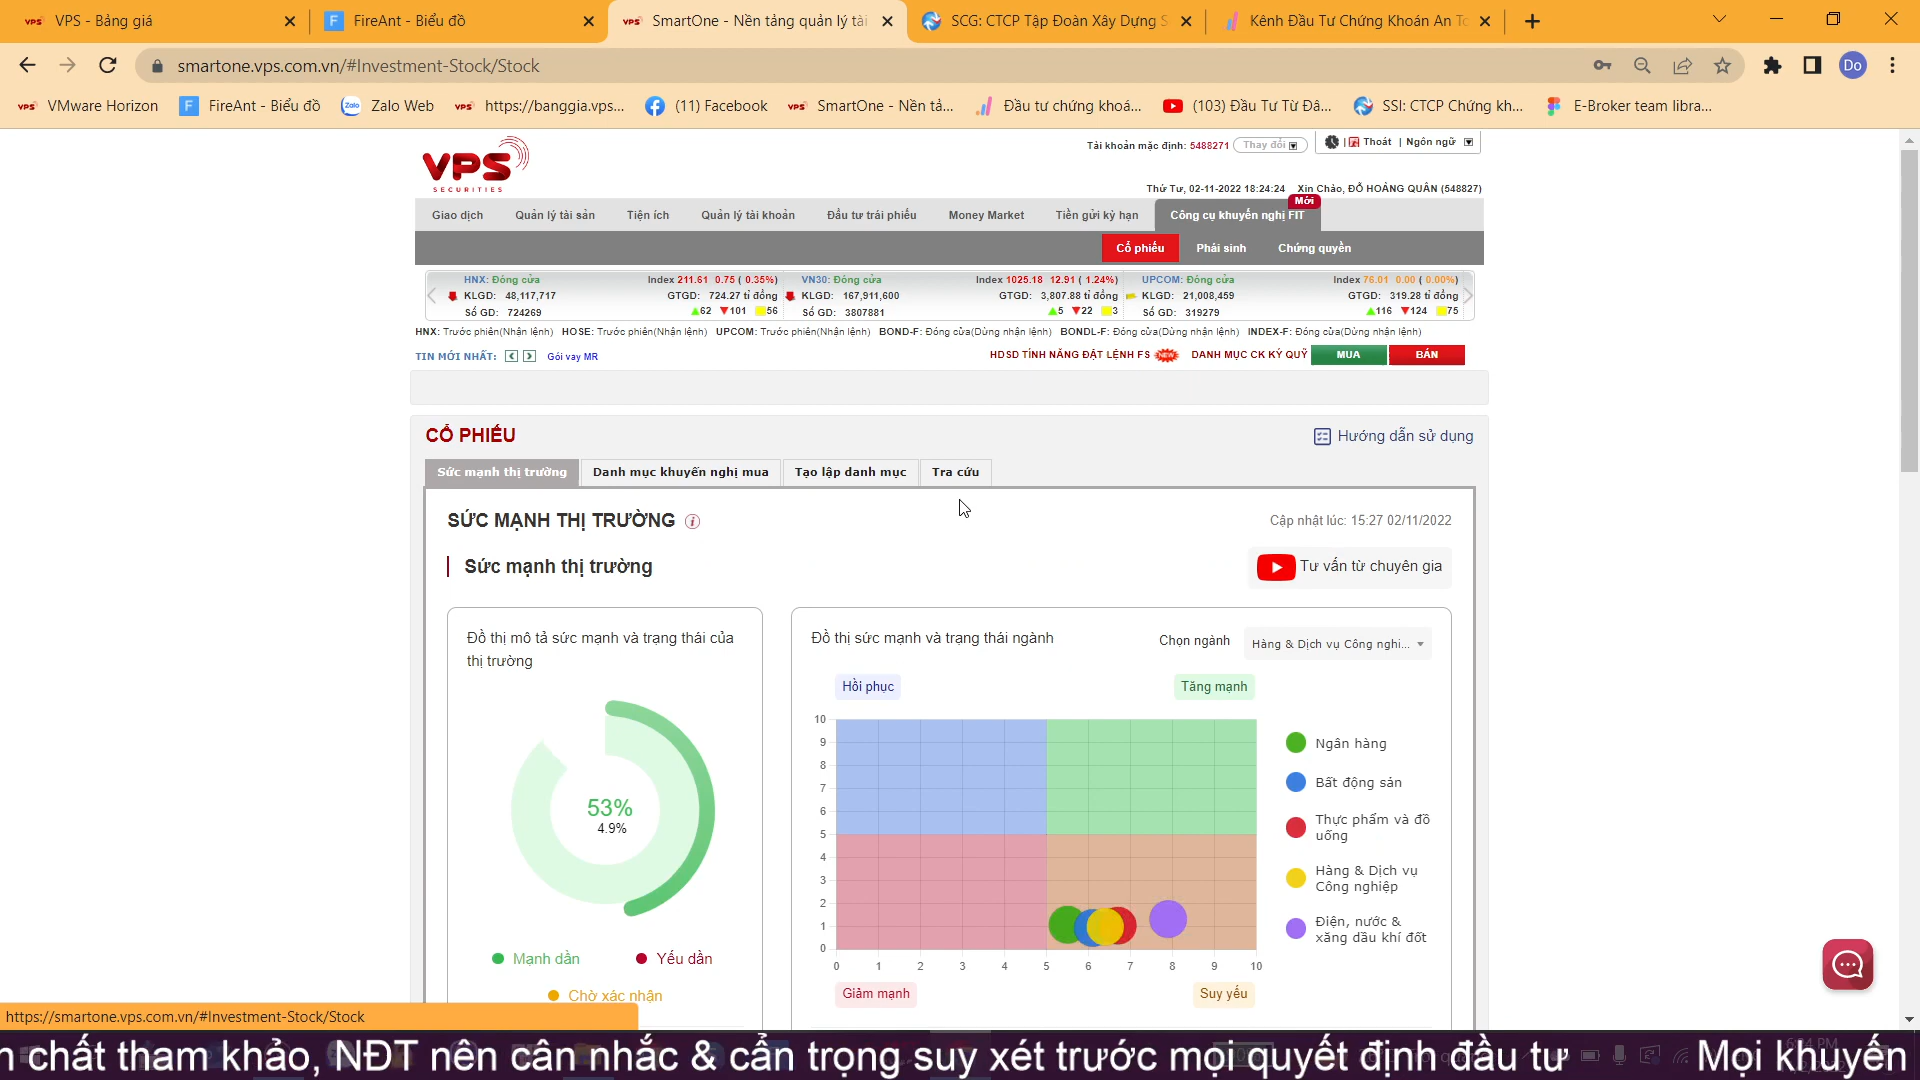 VPS - Bảng giá
FireAnt - Biểu đồ
SmartOne - Nền tảng quản lý tài
SCG: CTCP Tập Đoàn Xây Dựng S
Kênh Đầu Tư Chứng Khoán An To
smartone.vps.com.vn/#Investment-Stock/Stock
Do
VMware Horizon
FireAnt - Biểu đồ
Zalo Web
https://banggia.vps...
(11) Facebook
SmartOne - Nền tả...
Đầu tư chứng khoá...
(103) Đầu Tư Từ Đâ...
SSI: CTCP Chứng kh...
E-Broker team libra...
VPS
SECURITIES
Tài khoản mặc định: 5488271 Thay đổi
Thoát | Ngôn ngữ
Thứ Tư, 02-11-2022 18:24:24 Xin Chào, ĐỖ HOÀNG QUÂN (548827)
Mới
Giao dịch Quản lý tài sản Tiện ích Quản lý tài khoản Đầu tư trái phiếu Money Market Tiền gửi kỳ hạn Công cụ khuyến nghị FIT
Cổ phiếu Phái sinh Chứng quyền
HNX: Đóng cửa Index 211.61 0.75 ( 0.35%) VN30: Đóng cửa Index 1025.18 12.91 ( 1.24%) UPCOM: Đóng cửa Index 76.01 0.00 ( 0.00%)
KLGD: 48,117,717 GTGD: 724.27 tỉ đồng KLGD: 167,911,600 GTGD: 3,807.88 tỉ đồng KLGD: 21,008,459 GTGD: 319.28 tỉ đồng
Số GD: 724269 62 101 56 Số GD: 3807881 5 22 3 Số GD: 319279 116 124 75
HNX: Trước phiên(Nhận lệnh) HOSE: Trước phiên(Nhận lệnh) UPCOM: Trước phiên(Nhận lệnh) BOND-F: Đóng cửa(Dừng nhận lệnh) BONDL-F: Đóng cửa(Dừng nhận lệnh) INDEX-F: Đóng cửa(Dừng nhận lệnh)
TIN MỚI NHẤT: Gói vay MR HDSD TÍNH NĂNG ĐẶT LỆNH FS NEW DANH MỤC CK KÝ QUỸ MUA BÁN
CỔ PHIẾU
Hướng dẫn sử dụng
Sức mạnh thị trường Danh mục khuyến nghị mua Tạo lập danh mục Tra cứu
SỨC MẠNH THỊ TRƯỜNG
Cập nhật lúc: 15:27 02/11/2022
Sức mạnh thị trường
Tư vấn từ chuyên gia
Đồ thị mô tả sức mạnh và trạng thái của
thị trường
53%
4.9%
Mạnh dần Yếu dần
Chờ xác nhận
Đồ thị sức mạnh và trạng thái ngành
Chọn ngành Hàng & Dịch vụ Công nghi...
Hồi phục Tăng mạnh
10
9
8
7
6
5
4
3
2
1
0
0 1 2 3 4 5 6 7 8 9 10
Giảm mạnh Suy yếu
Ngân hàng
Bất động sản
Thực phẩm và đồ
uống
Hàng & Dịch vụ
Công nghiệp
Điện, nước &
xăng dầu khí đốt
https://smartone.vps.com.vn/#Investment-Stock/Stock
n chất tham khảo, NĐT nên cân nhắc & cẩn trọng suy xét trước mọi quyết định đầu tư Mọi khuyến